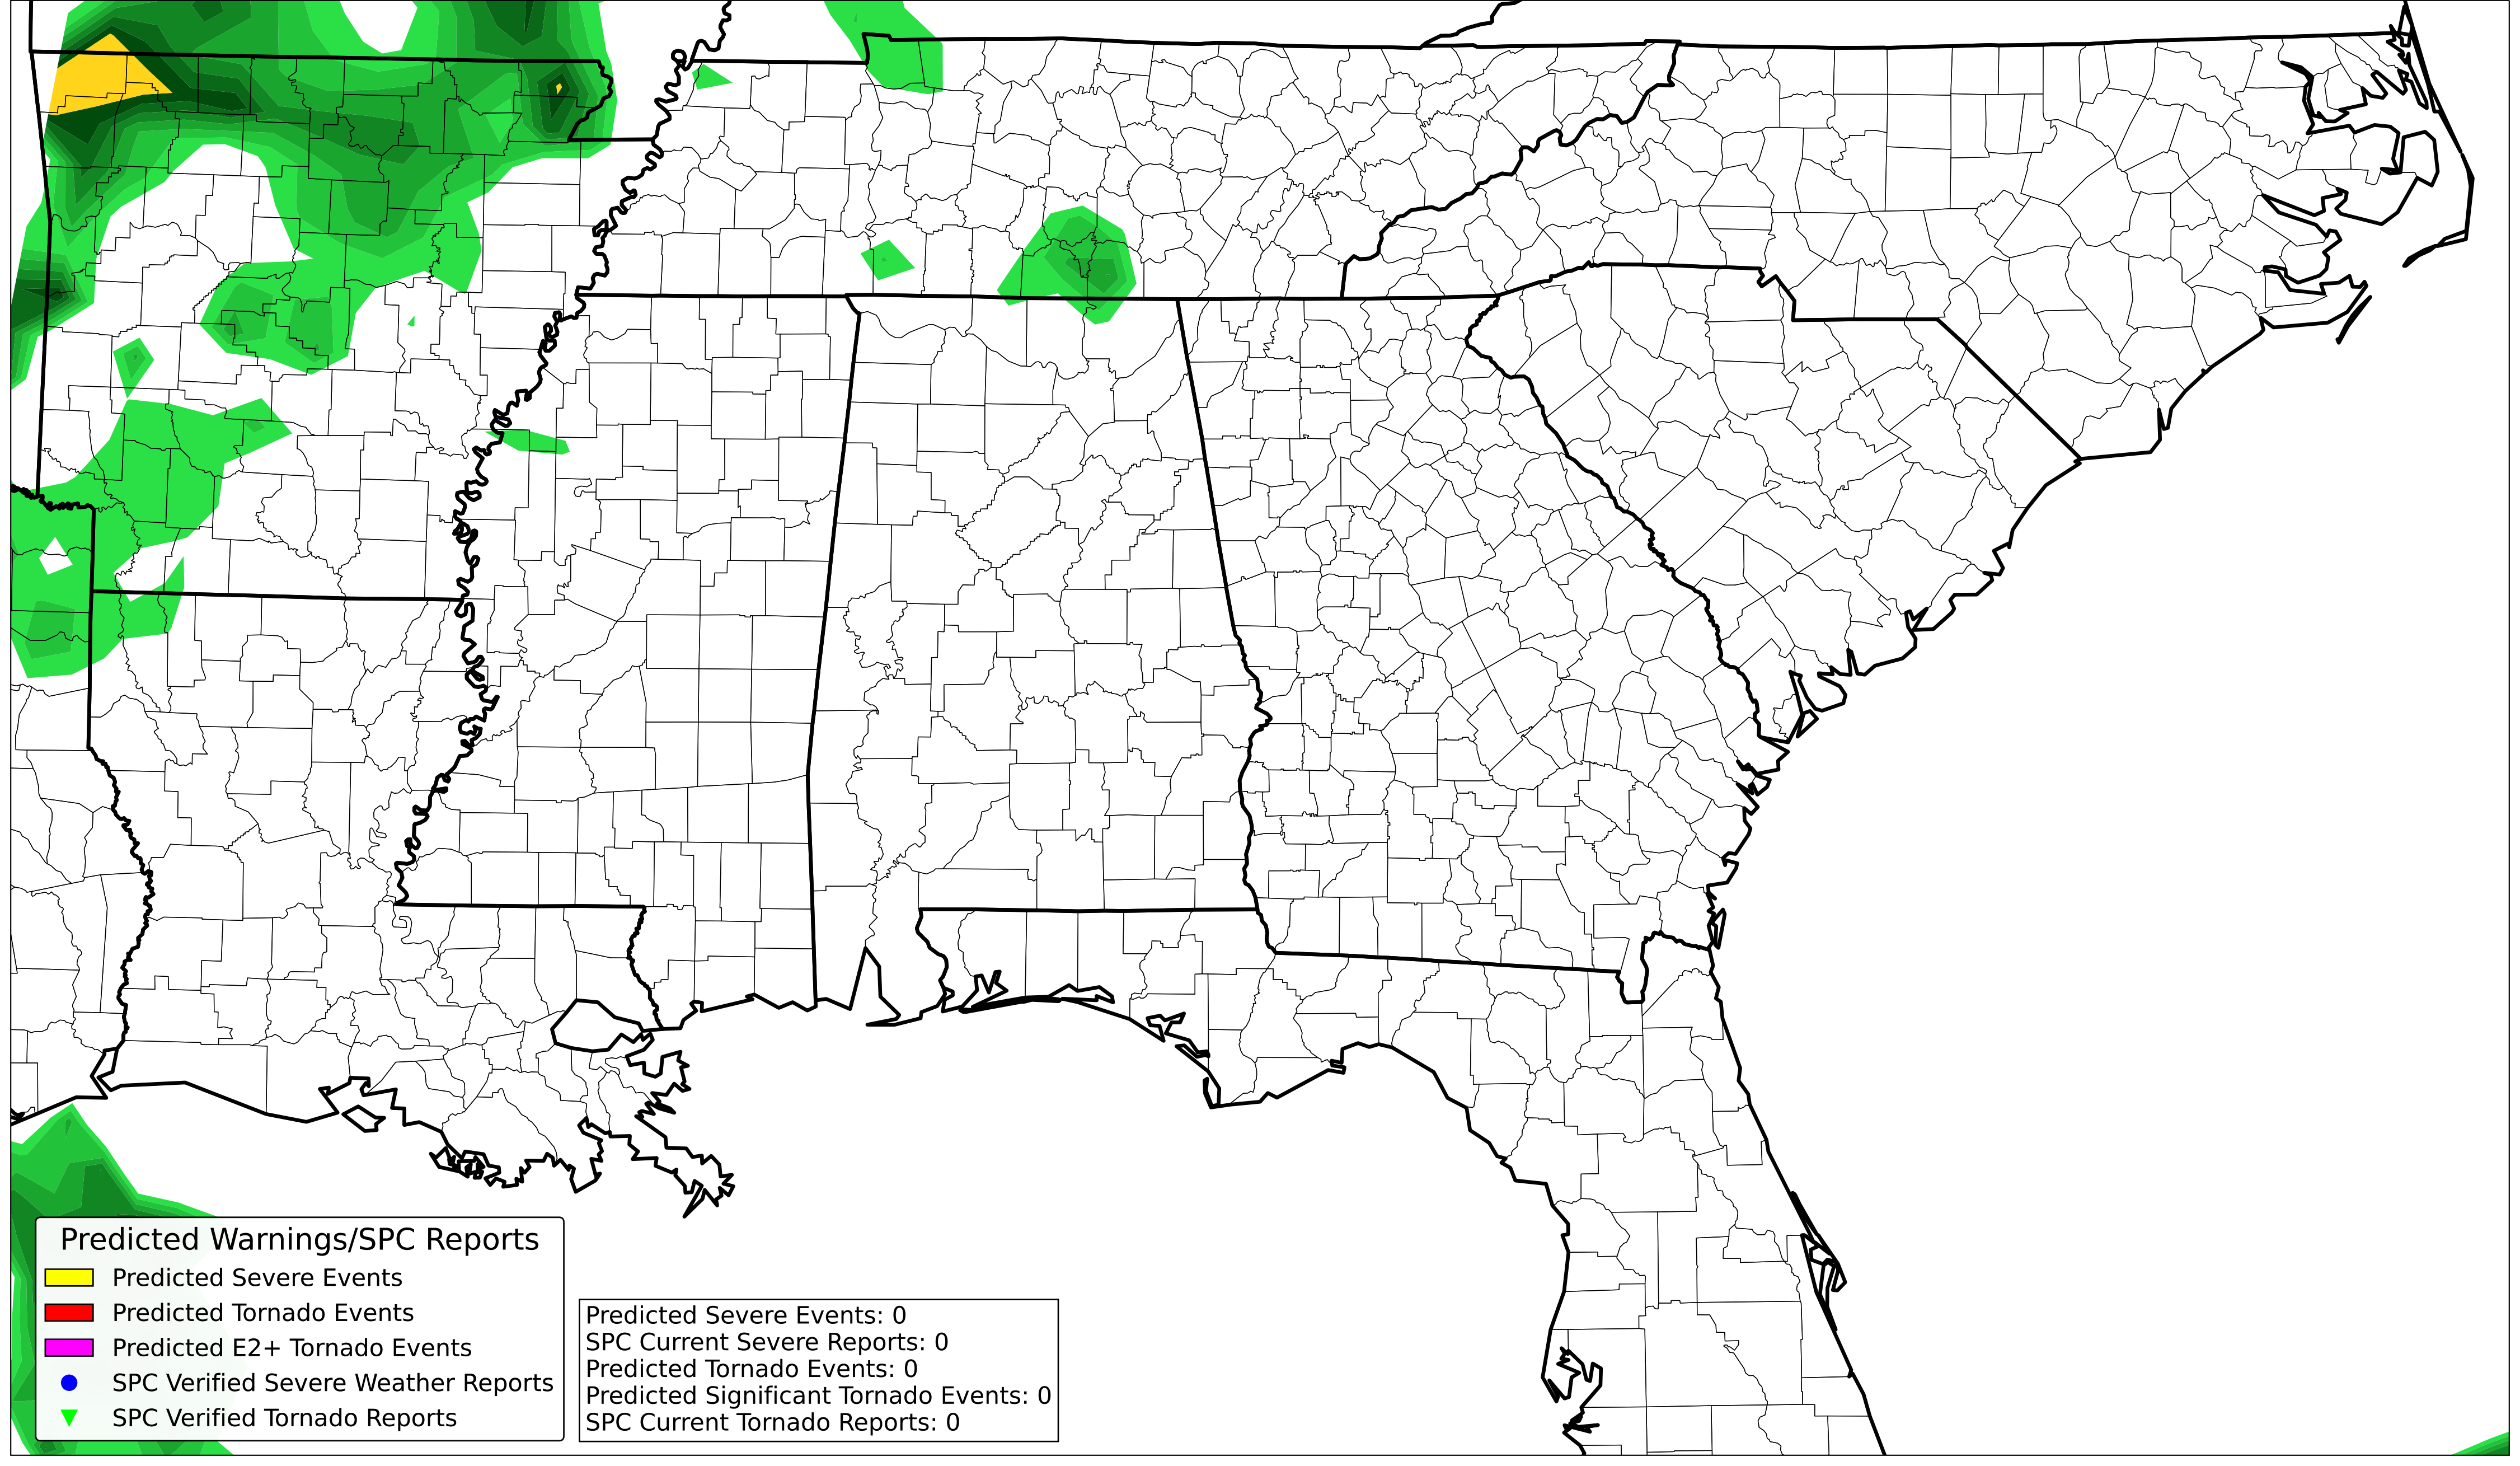 Predicted Warnings/SPC Reports
Predicted Severe Events
Predicted Tornado Events
Predicted E2+ Tornado Events
SPC Verified Severe Weather Reports
SPC Verified Tornado Reports
Predicted Severe Events: 0
SPC Current Severe Reports: 0
Predicted Tornado Events: 0
Predicted Significant Tornado Events: 0
SPC Current Tornado Reports: 0